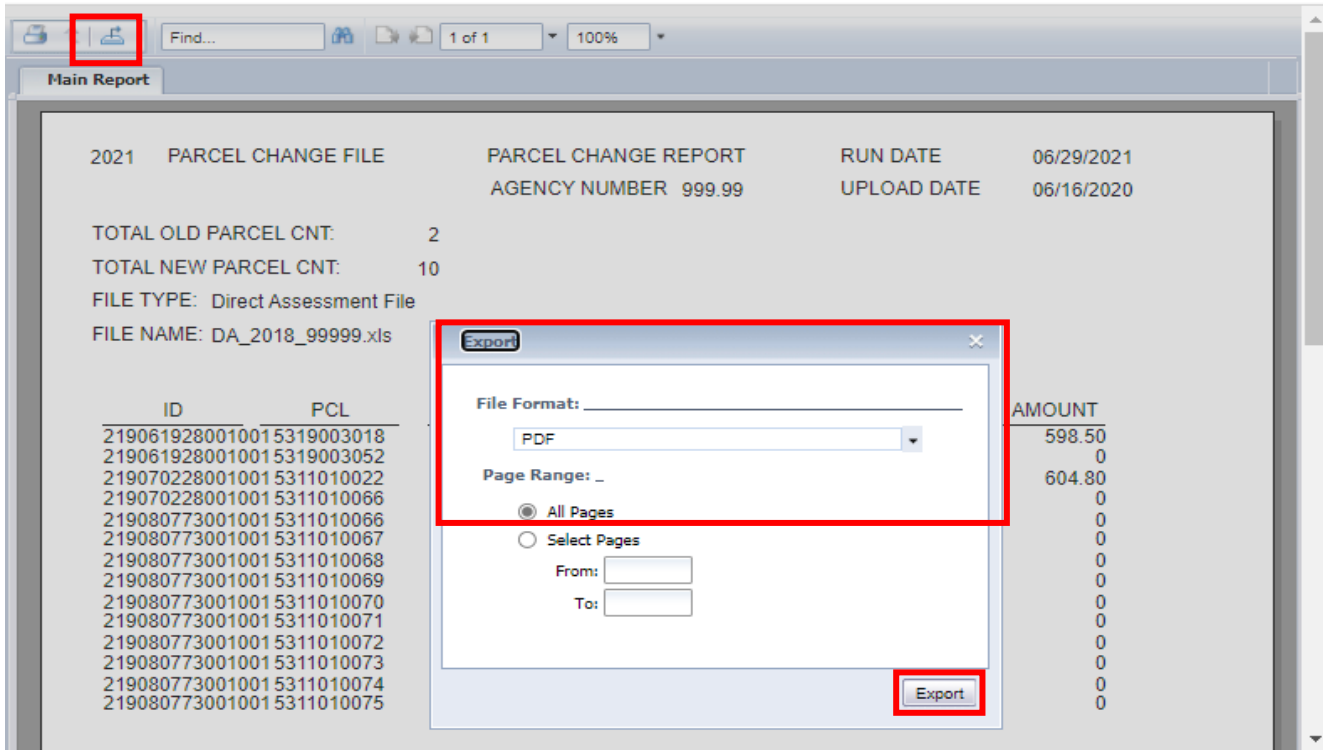 Find... 1 of 1 100%
Main Report
2021 PARCEL CHANGE FILE PARCEL CHANGE REPORT RUN DATE 06/29/2021
AGENCY NUMBER 999.99 UPLOAD DATE 06/16/2020
TOTAL OLD PARCEL CNT: 2
TOTAL NEW PARCEL CNT: 10
FILE TYPE: Direct Assessment File
FILE NAME: DA_2018_99999.xls
ID PCL AMOUNT
219061928001001 5319003018 598.50
219061928001001 5319003052 0
219070228001001 5311010022 604.80
219070228001001 5311010066 0
219080773001001 5311010066 0
219080773001001 5311010067 0
219080773001001 5311010068 0
219080773001001 5311010069 0
219080773001001 5311010070 0
219080773001001 5311010071 0
219080773001001 5311010072 0
219080773001001 5311010073 0
219080773001001 5311010074 0
219080773001001 5311010075 0
Export
File Format:
PDF
Page Range:
All Pages
Select Pages
From:
To:
Export